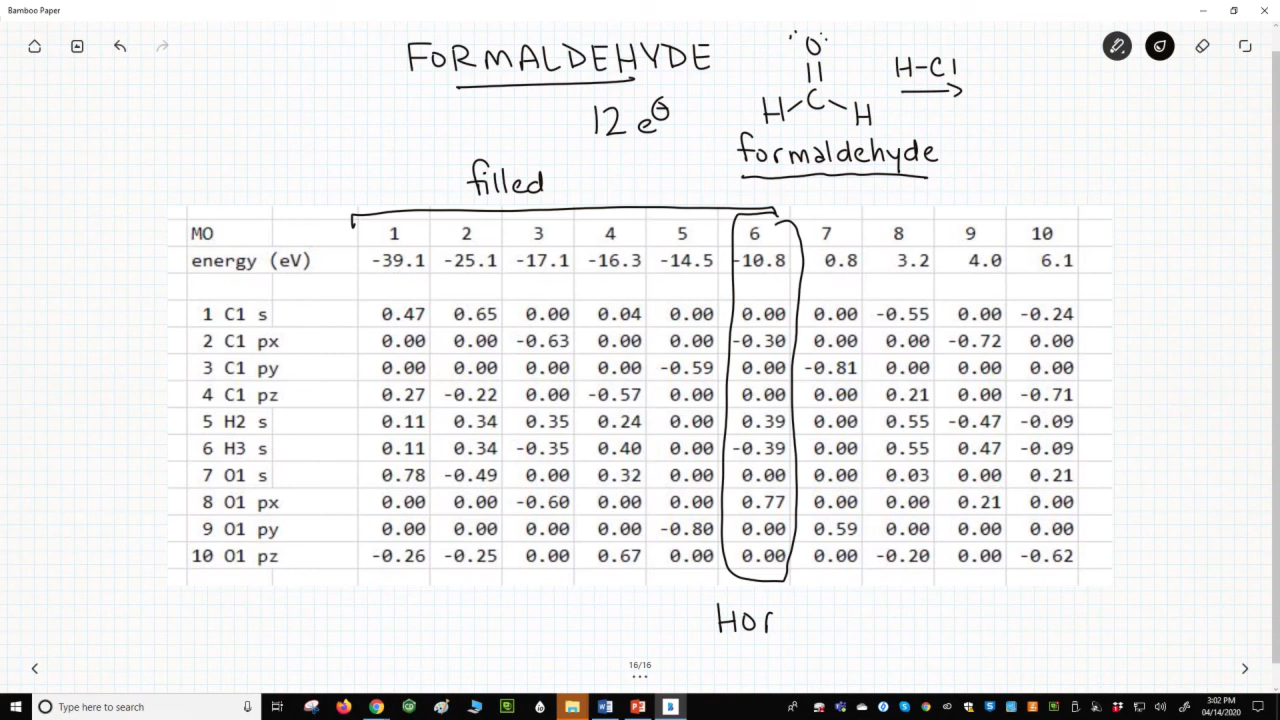 Bamboo Paper
FORMALDEHYDE
12 e⊖
O
H-Cl
H C H
formaldehyde
filled
MO 1 2 3 4 5 6 7 8 9 10
energy (eV) -39.1 -25.1 -17.1 -16.3 -14.5 -10.8 0.8 3.2 4.0 6.1
1 C1 s 0.47 0.65 0.00 0.04 0.00 0.00 0.00 -0.55 0.00 -0.24
2 C1 px 0.00 0.00 -0.63 0.00 0.00 -0.30 0.00 0.00 -0.72 0.00
3 C1 py 0.00 0.00 0.00 0.00 -0.59 0.00 -0.81 0.00 0.00 0.00
4 C1 pz 0.27 -0.22 0.00 -0.57 0.00 0.00 0.00 0.21 0.00 -0.71
5 H2 s 0.11 0.34 0.35 0.24 0.00 0.39 0.00 0.55 -0.47 -0.09
6 H3 s 0.11 0.34 -0.35 0.40 0.00 -0.39 0.00 0.55 0.47 -0.09
7 O1 s 0.78 -0.49 0.00 0.32 0.00 0.00 0.00 0.03 0.00 0.21
8 O1 px 0.00 0.00 -0.60 0.00 0.00 0.77 0.00 0.00 0.21 0.00
9 O1 py 0.00 0.00 0.00 0.00 -0.80 0.00 0.59 0.00 0.00 0.00
10 O1 pz -0.26 -0.25 0.00 0.67 0.00 0.00 0.00 -0.20 0.00 -0.62
Hor
16/16
Type here to search
3:02 PM
04/14/2020